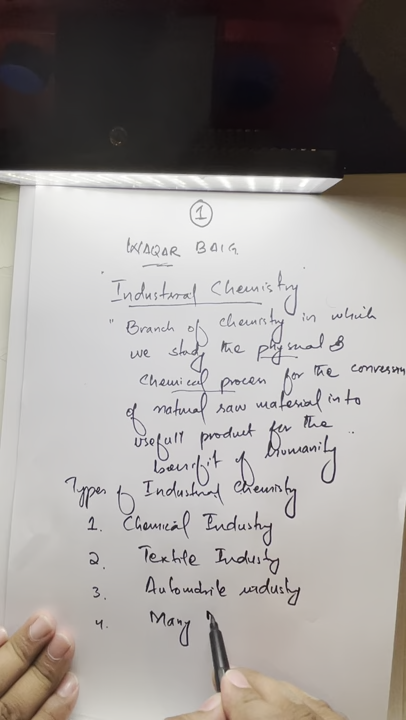 1
WAQAR BAIG
"Industrial Chemistry"
"Branch of chemistry in which
we study the physical &
chemical process for the conversion
of natural raw material into
usefull product for the
benifit of humanity"
Types of Industrial Chemistry
1. Chemical Industry
2. Textile Industry
3. Automobile industry
4. Many